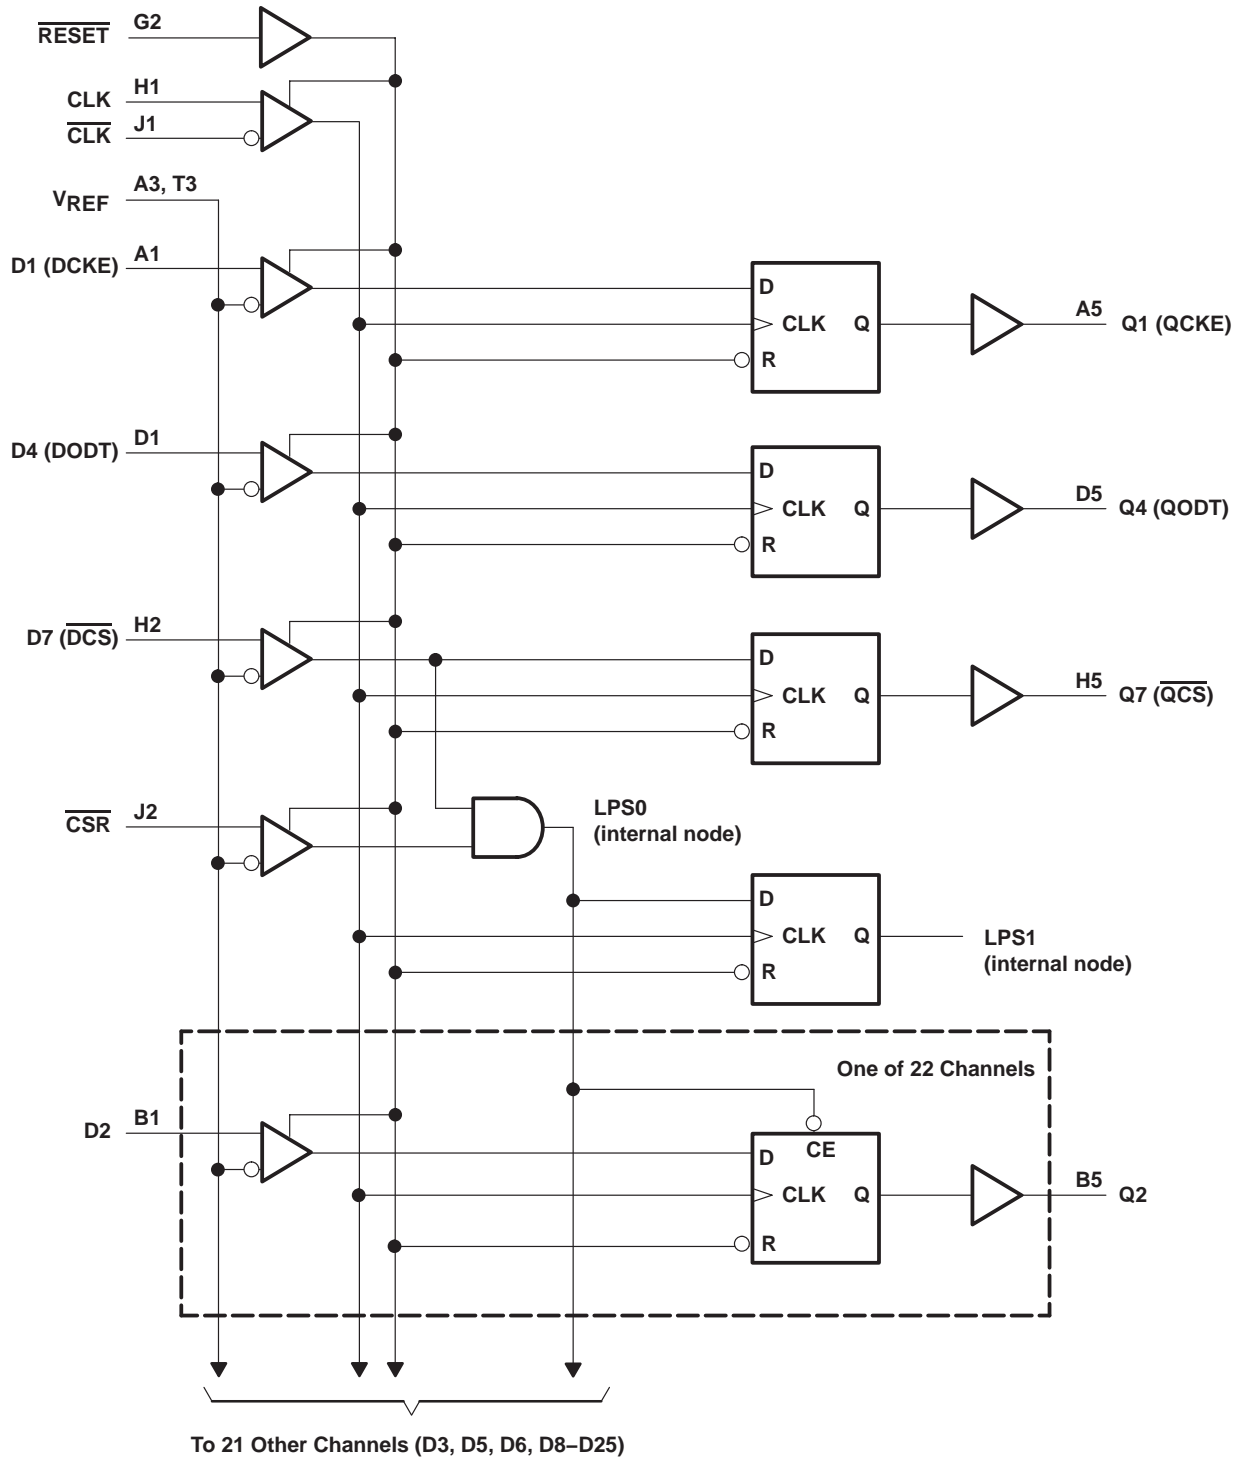 RESET G2
CLK H1
CLK J1
VREF A3, T3
D1 (DCKE) A1
D
CLK Q
R
A5
Q1 (QCKE)
D4 (DODT) D1
D
CLK Q
R
D5
Q4 (QODT)
D7 (DCS) H2
D
CLK Q
R
H5
Q7 (QCS)
CSR J2
LPS0
(internal node)
D
CLK Q
R
LPS1
(internal node)
One of 22 Channels
D2 B1
CE
D
CLK Q
R
B5
Q2
To 21 Other Channels (D3, D5, D6, D8–D25)